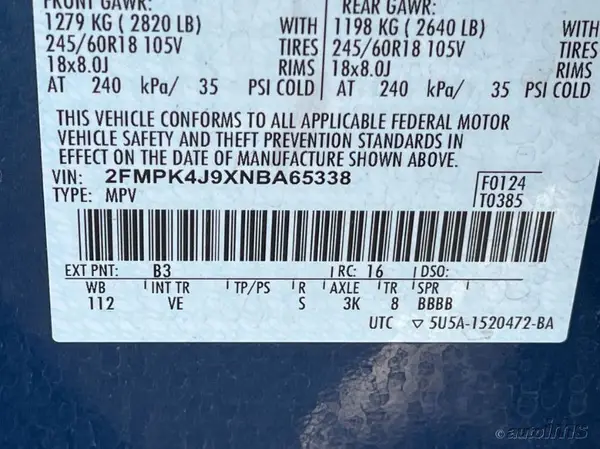 FRONT GAWR: REAR GAWR:
1279 KG ( 2820 LB) WITH 1198 KG ( 2640 LB) WITH
245/60R18 105V TIRES 245/60R18 105V TIRES
18x8.0J RIMS 18x8.0J RIMS
AT 240 kPa/ 35 PSI COLD AT 240 kPa/ 35 PSI COLD
THIS VEHICLE CONFORMS TO ALL APPLICABLE FEDERAL MOTOR
VEHICLE SAFETY AND THEFT PREVENTION STANDARDS IN
EFFECT ON THE DATE OF MANUFACTURE SHOWN ABOVE.
VIN: 2FMPK4J9XNBA65338 F0124
TYPE: MPV T0385
EXT PNT: B3 RC: 16 DSO:
WB INT TR TP/PS R AXLE TR SPR
112 VE S 3K 8 BBBB
UTC ▽ 5U5A-1520472-BA
© autoims